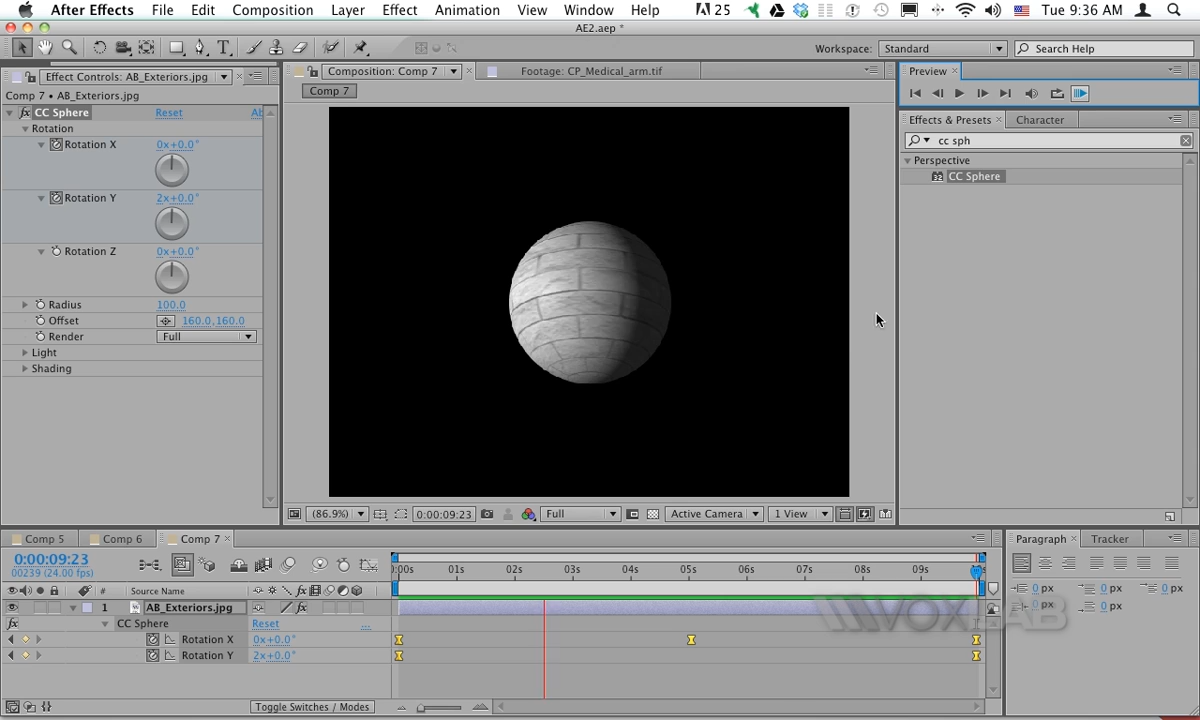 After Effects File Edit Composition Layer Effect Animation View Window Help 25 Tue 9:36 AM
AE2.aep *
Workspace: Standard Search Help
Effect Controls: AB_Exteriors.jpg Composition: Comp 7 Footage: CP_Medical_arm.tif Preview
Comp 7 • AB_Exteriors.jpg Comp 7
CC Sphere Reset Ab
Effects & Presets Character
Rotation
cc sph
Rotation X 0x+0.0°
Perspective
CC Sphere
Rotation Y 2x+0.0°
Rotation Z 0x+0.0°
Radius 100.0
Offset 160.0,160.0
Render Full
Light
Shading
(86.9%) 0:00:09:23 Full Active Camera 1 View
Comp 5 Comp 6 Comp 7 Paragraph Tracker
0:00:09:23
00239 (24.00 fps)
0:00s 01s 02s 03s 04s 05s 06s 07s 08s 09s
# Source Name 0 px 0 px 0 px
1 AB_Exteriors.jpg 0 px 0 px
VOXLAB
CC Sphere Reset ...
Rotation X 0x+0.0°
Rotation Y 2x+0.0°
Toggle Switches / Modes